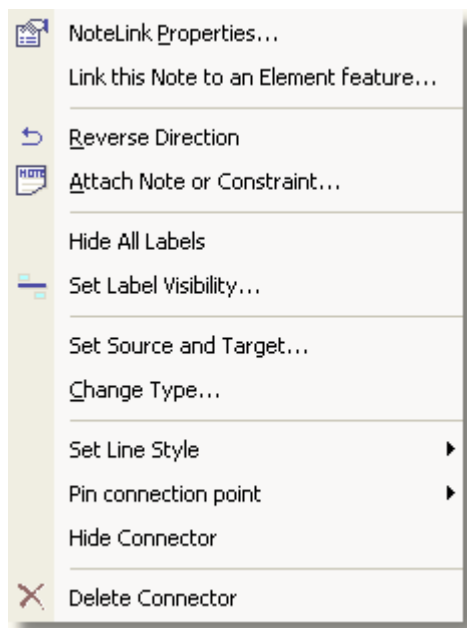 NoteLink Properties...
Link this Note to an Element feature...
Reverse Direction
NOTE
Attach Note or Constraint...
Hide All Labels
Set Label Visibility...
Set Source and Target...
Change Type...
Set Line Style
Pin connection point
Hide Connector
Delete Connector